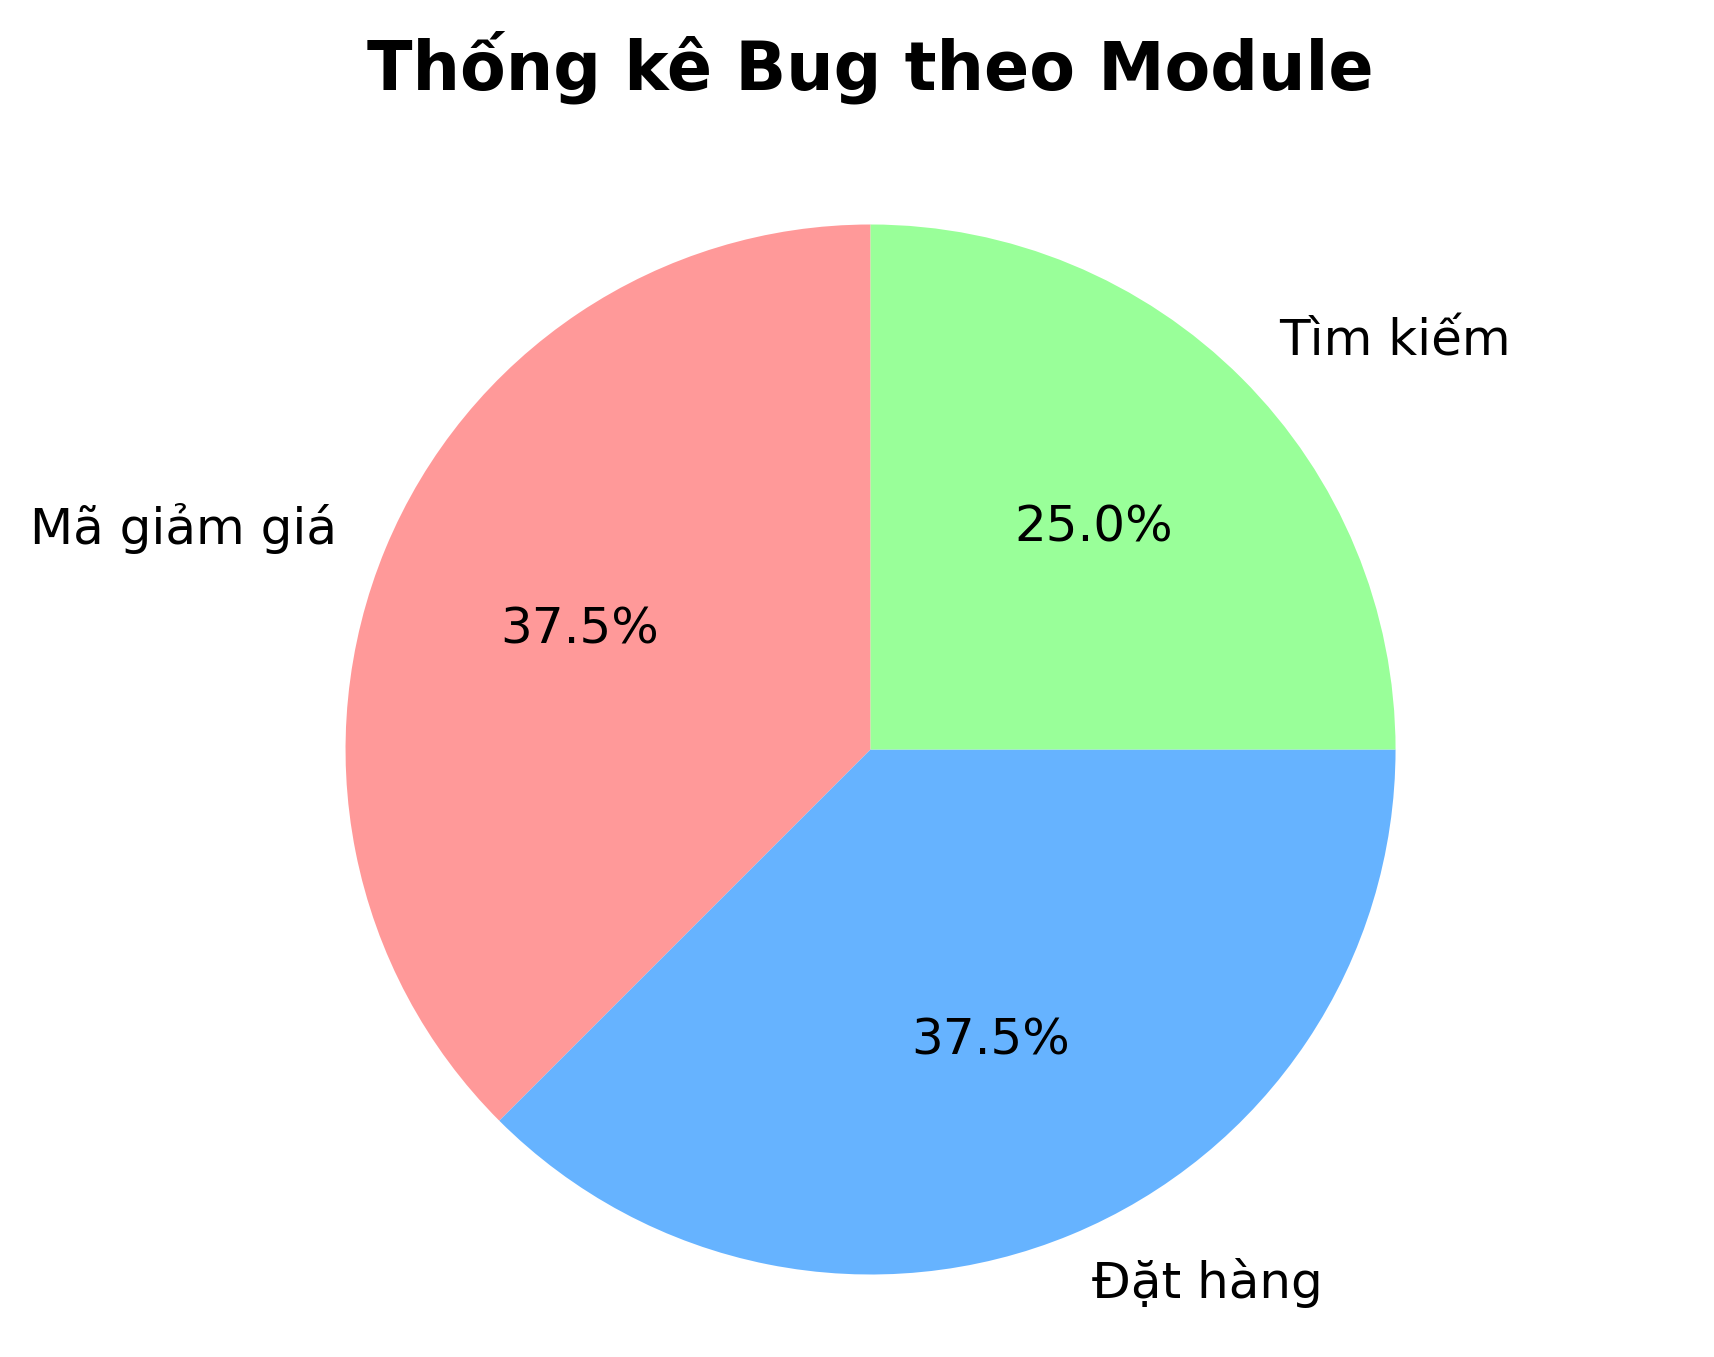 Thống kê Bug theo Module
Tìm kiếm
Mã giảm giá
25.0%
37.5%
37.5%
Đặt hàng